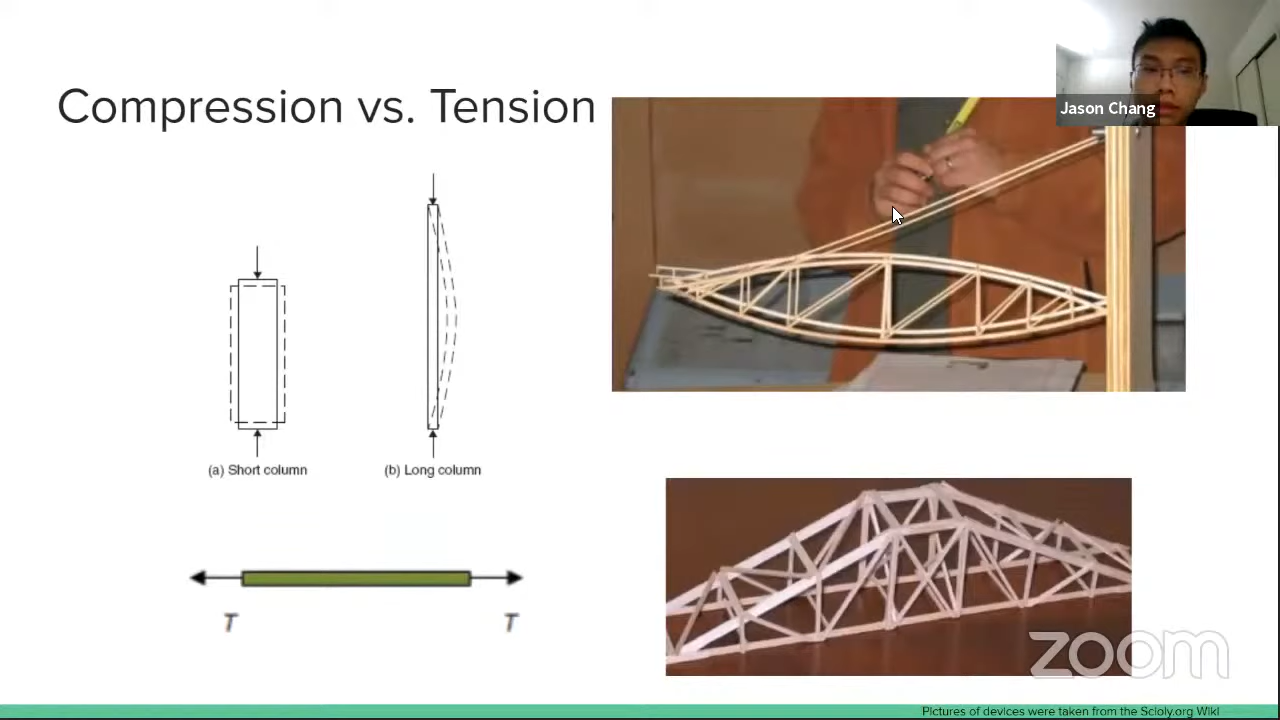 Compression vs. Tension
Jason Chang
(a) Short column
(b) Long column
T
T
zoom
Pictures of devices were taken from the Scioly.org Wiki